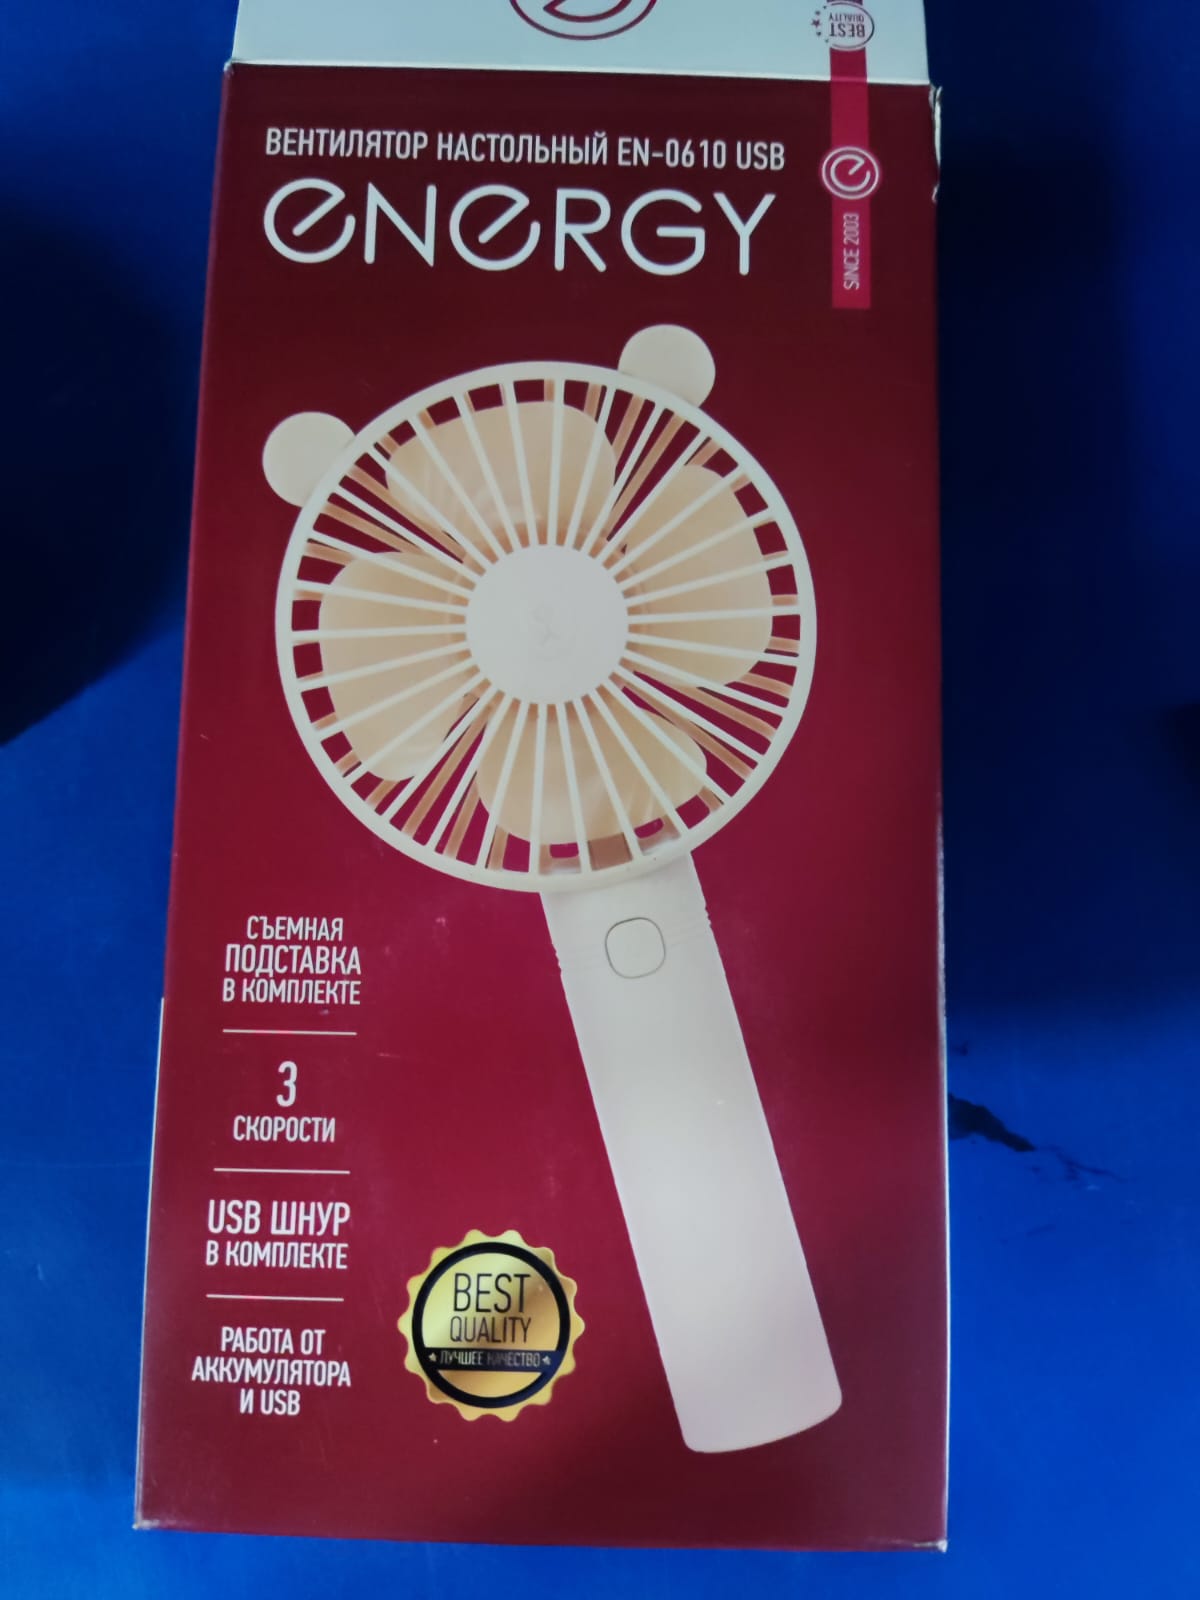 BEST
QUALITY
ВЕНТИЛЯТОР НАСТОЛЬНЫЙ EN-0610 USB
eNeRGY
e
SINCE 2003
СЪЕМНАЯ
ПОДСТАВКА
В КОМПЛЕКТЕ
3
СКОРОСТИ
USB ШНУР
В КОМПЛЕКТЕ
РАБОТА ОТ
АККУМУЛЯТОРА
И USB
BEST
QUALITY
ЛУЧШЕЕ КАЧЕСТВО